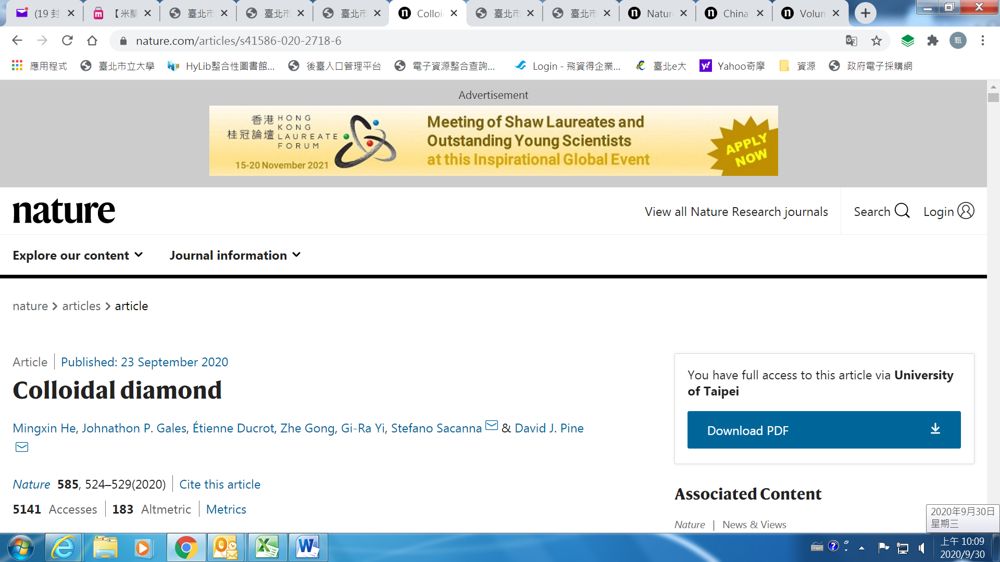 (19 封
【米蘭
臺北市
臺北市
臺北市
Colloi
臺北市
臺北市
Natur
China
Volum
nature.com/articles/s41586-020-2718-6
甄
應用程式
臺北市立大學
HyLib整合性圖書館...
後臺入口管理平台
電子資源整合查詢...
Login - 飛資得企業...
臺北e大
Yahoo奇摩
資源
政府電子採購網
Advertisement
香港 HONG
KONG
桂冠論壇 LAUREATE
FORUM
15-20 November 2021
Meeting of Shaw Laureates and
Outstanding Young Scientists
at this Inspirational Global Event
APPLY
NOW
nature
View all Nature Research journals
Search
Login
Explore our content
Journal information
nature > articles > article
Article | Published: 23 September 2020
Colloidal diamond
Mingxin He, Johnathon P. Gales, Étienne Ducrot, Zhe Gong, Gi-Ra Yi, Stefano Sacanna & David J. Pine
Nature 585, 524–529(2020) | Cite this article
5141 Accesses | 183 Altmetric | Metrics
You have full access to this article via University
of Taipei
Download PDF
Associated Content
Nature | News & Views
2020年9月30日
星期三
上午 10:09
2020/9/30